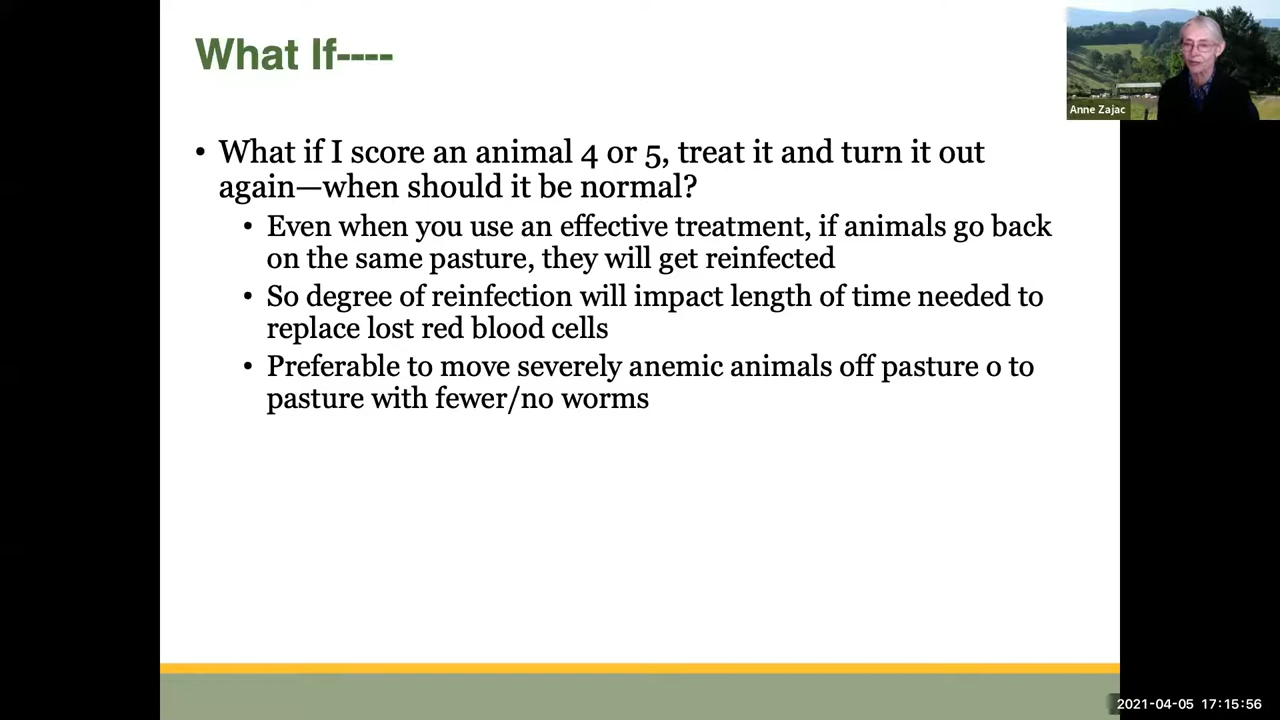 What If----
Anne Zajac
• What if I score an animal 4 or 5, treat it and turn it out
again—when should it be normal?
• Even when you use an effective treatment, if animals go back
on the same pasture, they will get reinfected
• So degree of reinfection will impact length of time needed to
replace lost red blood cells
• Preferable to move severely anemic animals off pasture o to
pasture with fewer/no worms
2021-04-05 17:15:56